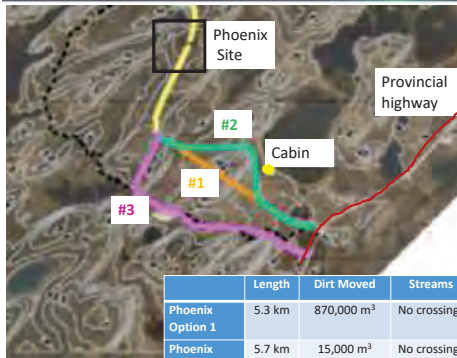 Phoenix
Site
Provincial
highway
#2
Cabin
#1
#3
Length Dirt Moved Streams
Phoenix
Option 1 5.3 km 870,000 m³ No crossing
Phoenix 5.7 km 15,000 m³ No crossing